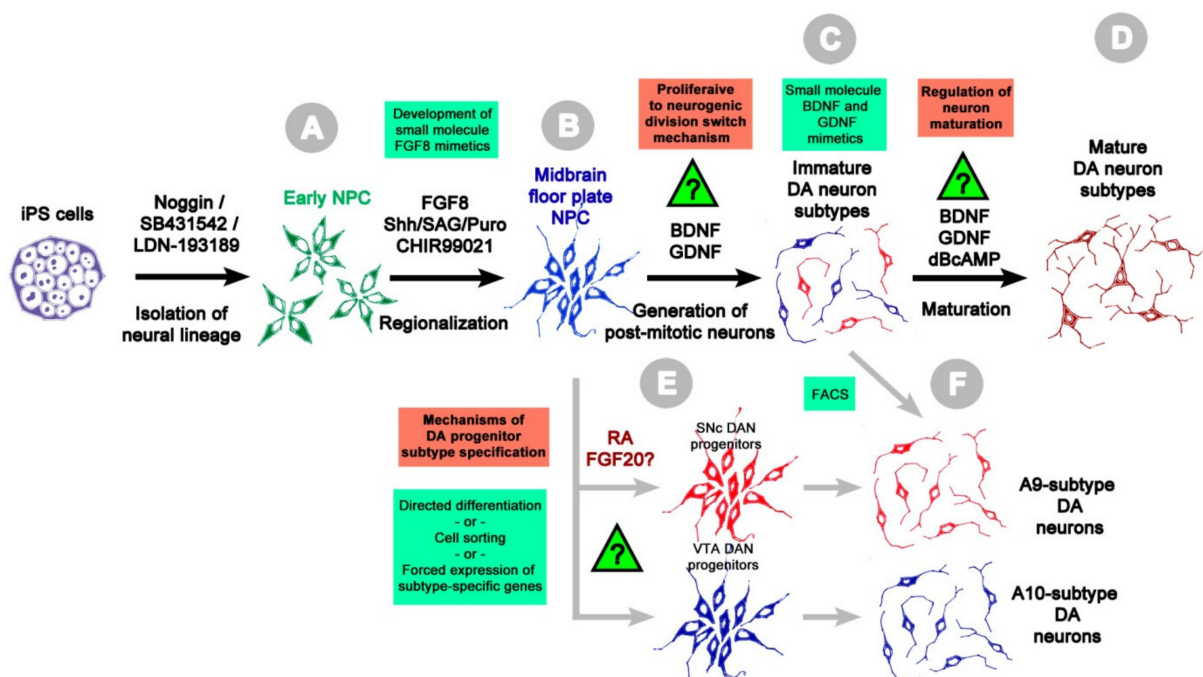 A
B
C
D
iPS cells
Noggin /
SB431542 /
LDN-193189
Isolation of
neural lineage
Early NPC
Development of
small molecule
FGF8 mimetics
FGF8
Shh/SAG/Puro
CHIR99021
Regionalization
Midbrain
floor plate
NPC
Proliferaive
to neurogenic
division switch
mechanism
?
BDNF
GDNF
Generation of
post-mitotic neurons
Small molecule
BDNF and
GDNF
mimetics
Immature
DA neuron
subtypes
Regulation of
neuron
maturation
?
BDNF
GDNF
dBcAMP
Maturation
Mature
DA neuron
subtypes
E
F
FACS
Mechanisms of
DA progenitor
subtype specification
Directed differentiation
- or -
Cell sorting
- or -
Forced expression of
subtype-specific genes
RA
FGF20?
?
SNc DAN
progenitors
VTA DAN
progenitors
A9-subtype
DA
neurons
A10-subtype
DA
neurons